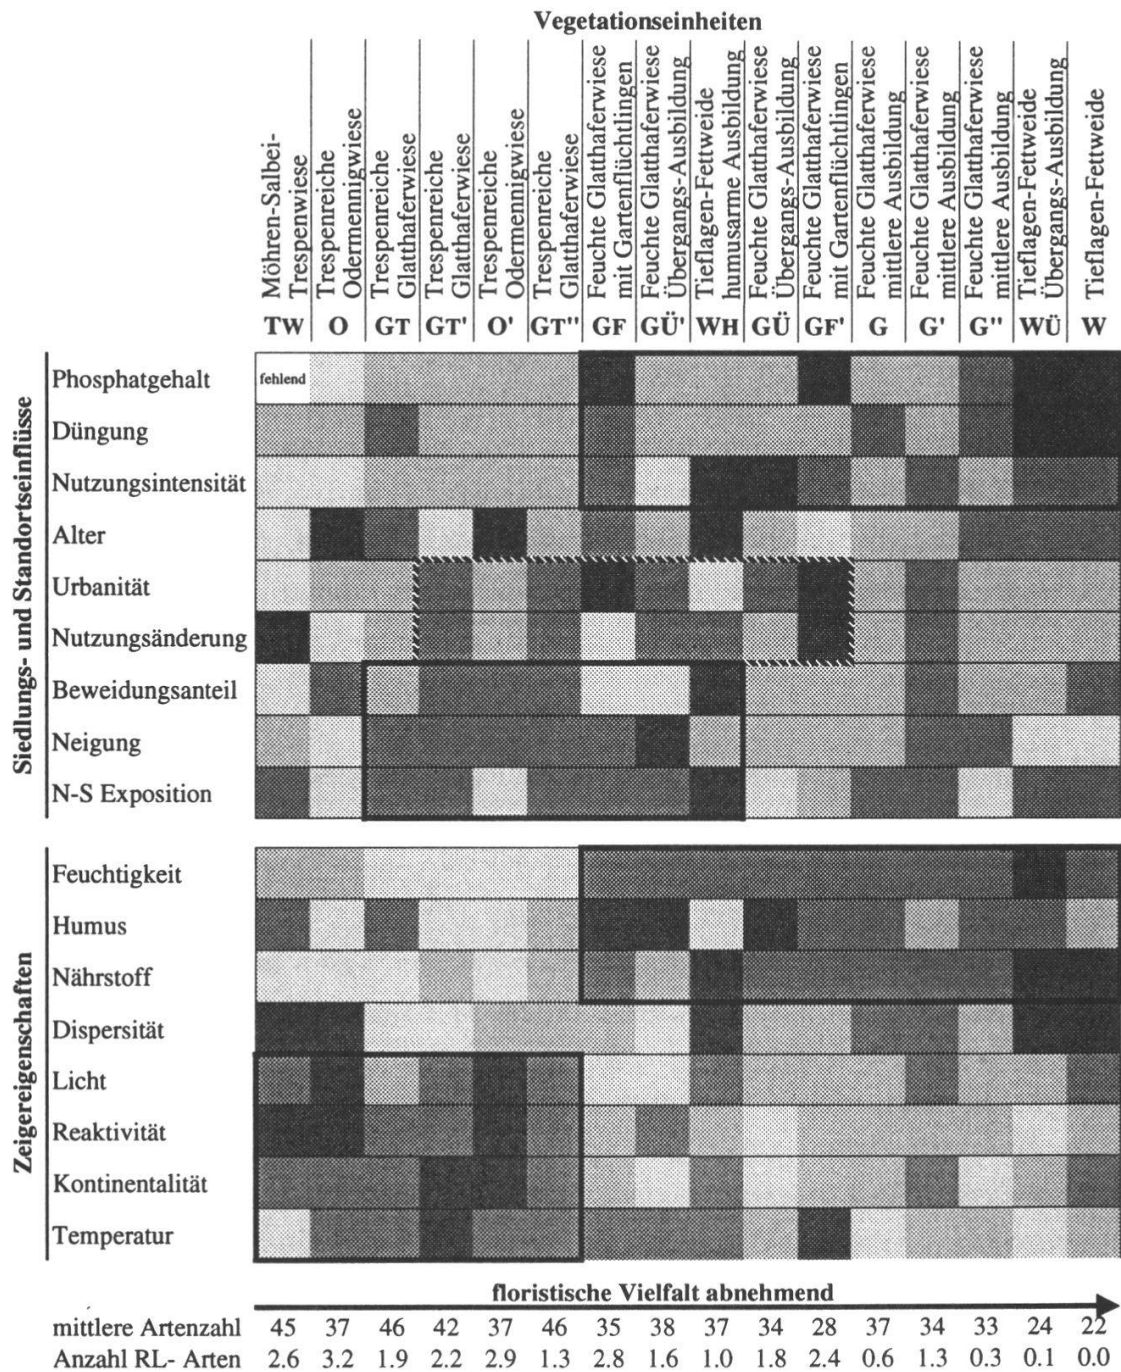 Vegetationseinheiten
Möhren-Salbei-
Trespenwiese
Trespenreiche
Odermennigwiese
Trespenreiche
Glatthaferwiese
Trespenreiche
Glatthaferwiese
Trespenreiche
Odermennigwiese
Trespenreiche
Glatthaferwiese
Feuchte Glatthaferwiese
mit Gartenflüchtlingen
Feuchte Glatthaferwiese
Übergangs-Ausbildung
Tieflagen-Fettweide
humusarme Ausbildung
Feuchte Glatthaferwiese
Übergangs-Ausbildung
Feuchte Glatthaferwiese
mit Gartenflüchtlingen
Feuchte Glatthaferwiese
mittlere Ausbildung
Feuchte Glatthaferwiese
mittlere Ausbildung
Feuchte Glatthaferwiese
mittlere Ausbildung
Tieflagen-Fettweide
Übergangs-Ausbildung
Tieflagen-Fettweide
TW O GT GT' O' GT" GF GÜ' WH GÜ GF' G G' G" WÜ W
Siedlungs- und Standortseinflüsse
Phosphatgehalt fehlend
Düngung
Nutzungsintensität
Alter
Urbanität
Nutzungsänderung
Beweidungsanteil
Neigung
N-S Exposition
Zeigereigenschaften
Feuchtigkeit
Humus
Nährstoff
Dispersität
Licht
Reaktivität
Kontinentalität
Temperatur
floristische Vielfalt abnehmend
mittlere Artenzahl 45 37 46 42 37 46 35 38 37 34 28 37 34 33 24 22
Anzahl RL- Arten 2.6 3.2 1.9 2.2 2.9 1.3 2.8 1.6 1.0 1.8 2.4 0.6 1.3 0.3 0.1 0.0